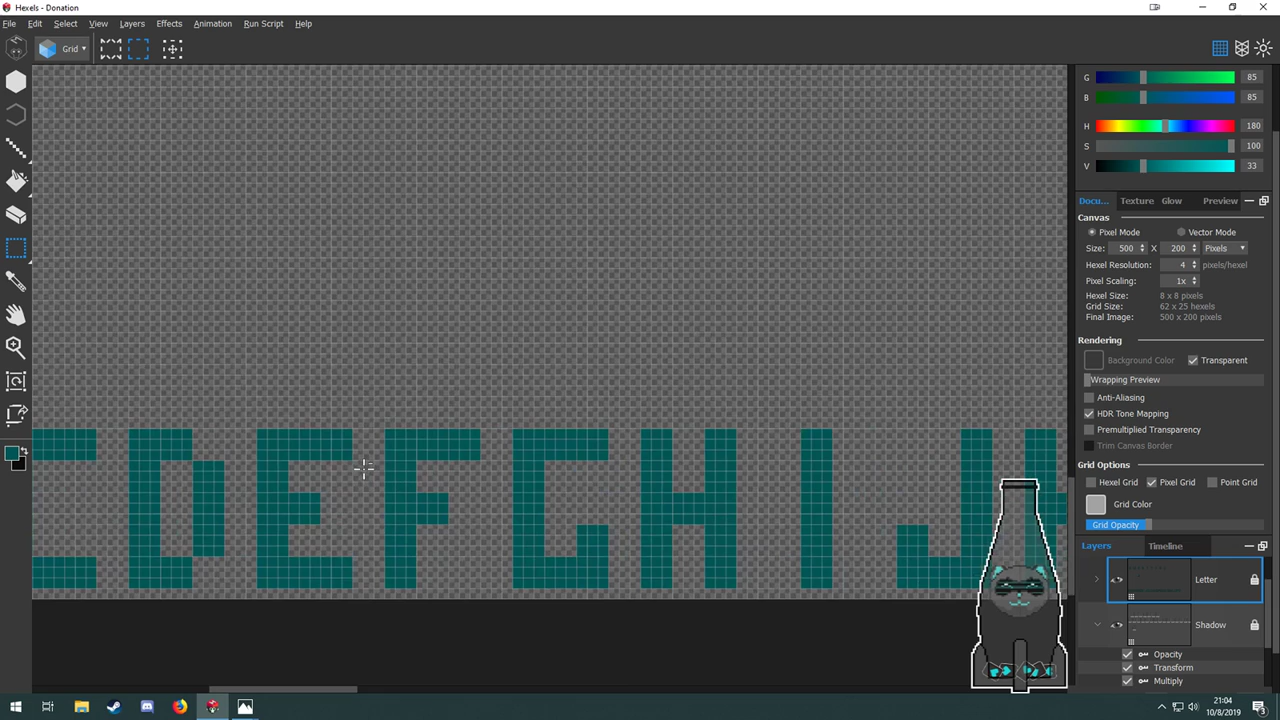 Hexels - Donation
File Edit Select View Layers Effects Animation Run Script Help
Grid
G 85
B 85
H 180
S 100
V 33
Docu... Texture Glow Preview
Canvas
Pixel Mode Vector Mode
Size: 500 X 200 Pixels
Hexel Resolution: 4 pixels/hexel
Pixel Scaling: 1x
Hexel Size: 8 x 8 pixels
Grid Size: 62 x 25 hexels
Final Image: 500 x 200 pixels
Rendering
Background Color Transparent
Wrapping Preview
Anti-Aliasing
HDR Tone Mapping
Premultiplied Transparency
Trim Canvas Border
Grid Options
Hexel Grid Pixel Grid Point Grid
Grid Color
Grid Opacity
Layers Timeline
Letter
Shadow
Opacity
Transform
Multiply
D E F G H I J
21:04
10/8/2019
3